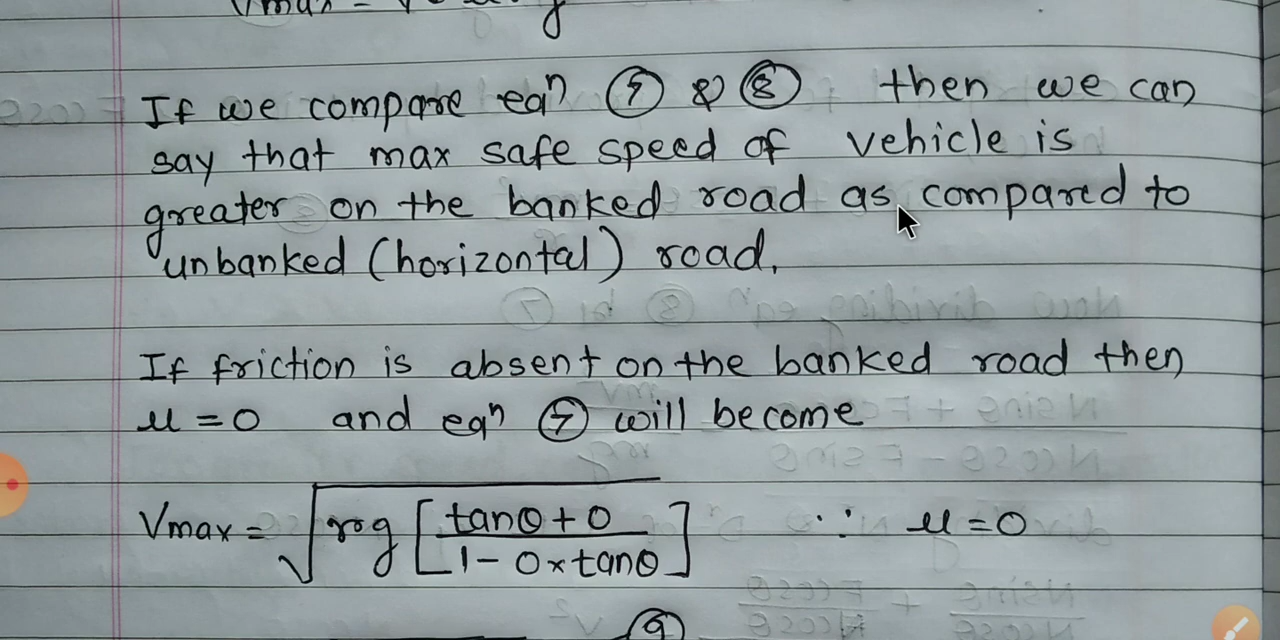 If we compare eqⁿ ⑦ & ⑧ then we can
say that max safe speed of vehicle is
greater on the banked road as compared to
unbanked (horizontal) road.
If friction is absent on the banked road then
μ = 0 and eqⁿ ⑦ will become
Vmax = √rg [tanθ + 0 / 1 - 0 × tanθ] ∵ μ = 0
⑨